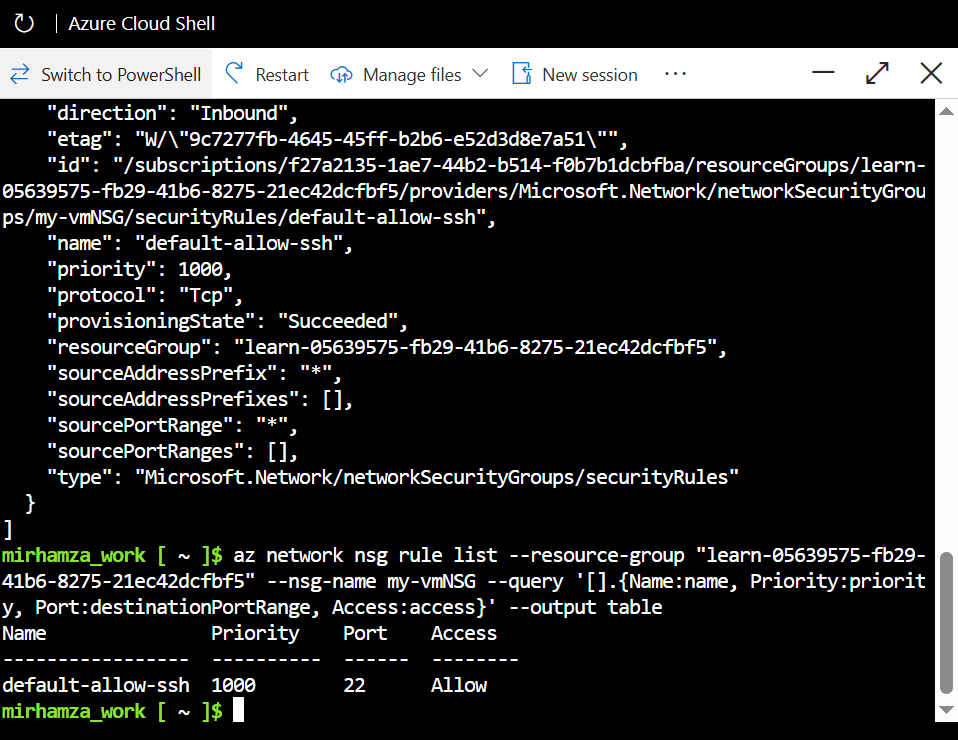 Azure Cloud Shell
Switch to PowerShell Restart Manage files New session ...
"direction": "Inbound",
"etag": "W/\"9c7277fb-4645-45ff-b2b6-e52d3d8e7a51\"",
"id": "/subscriptions/f27a2135-1ae7-44b2-b514-f0b7b1dcbfba/resourceGroups/learn-
05639575-fb29-41b6-8275-21ec42dcfbf5/providers/Microsoft.Network/networkSecurityGrou
ps/my-vmNSG/securityRules/default-allow-ssh",
"name": "default-allow-ssh",
"priority": 1000,
"protocol": "Tcp",
"provisioningState": "Succeeded",
"resourceGroup": "learn-05639575-fb29-41b6-8275-21ec42dcfbf5",
"sourceAddressPrefix": "*",
"sourceAddressPrefixes": [],
"sourcePortRange": "*",
"sourcePortRanges": [],
"type": "Microsoft.Network/networkSecurityGroups/securityRules"
}
]
mirhamza_work [ ~ ]$ az network nsg rule list --resource-group "learn-05639575-fb29-
41b6-8275-21ec42dcfbf5" --nsg-name my-vmNSG --query '[].{Name:name, Priority:priorit
y, Port:destinationPortRange, Access:access}' --output table
Name Priority Port Access
----------------- ---------- ------ --------
default-allow-ssh 1000 22 Allow
mirhamza_work [ ~ ]$